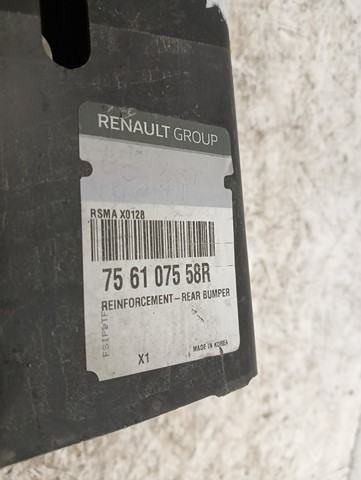 RENAULT GROUP
RSMA X0128
75 61 075 58R
REINFORCEMENT-REAR BUMPER
X1
MADE IN KOREA